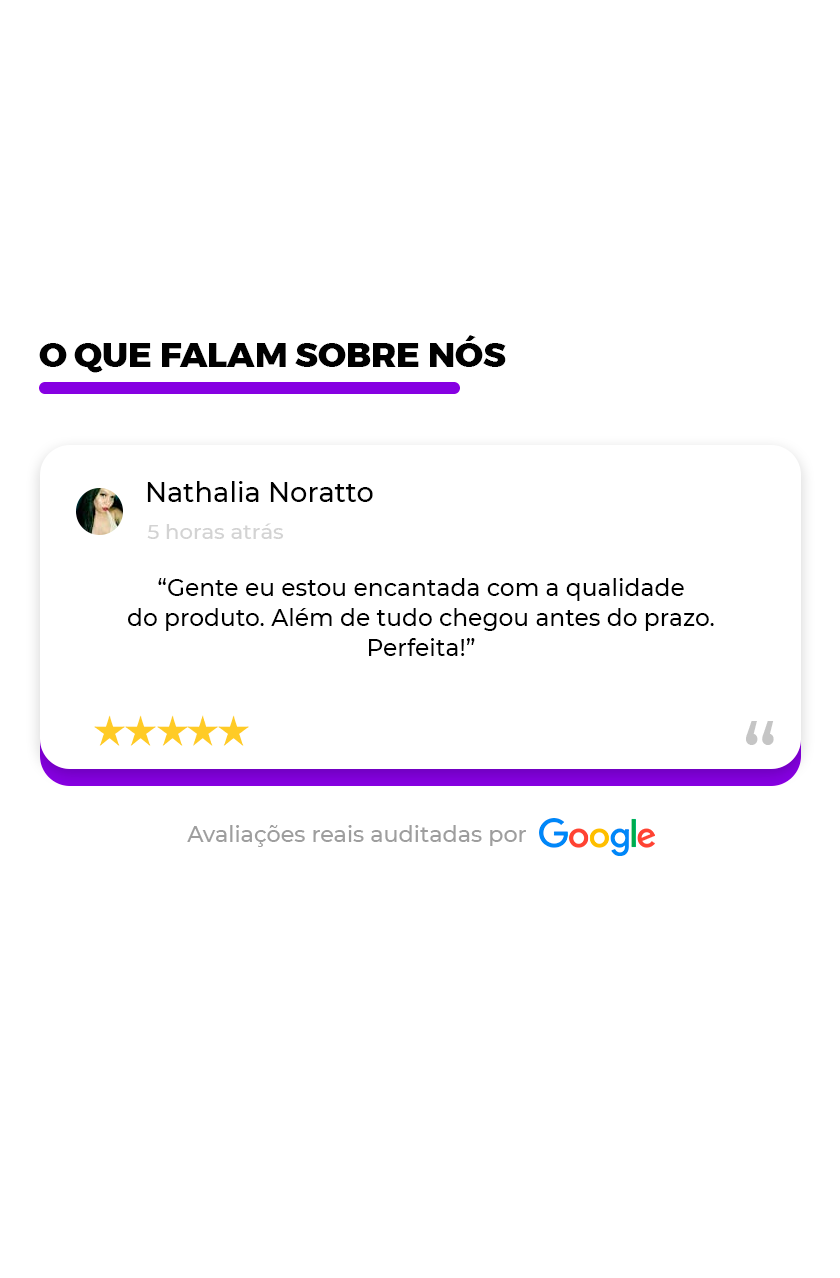 O QUE FALAM SOBRE NÓS
Nathalia Noratto
5 horas atrás
“Gente eu estou encantada com a qualidade
do produto. Além de tudo chegou antes do prazo.
Perfeita!”
“
Avaliações reais auditadas por Google